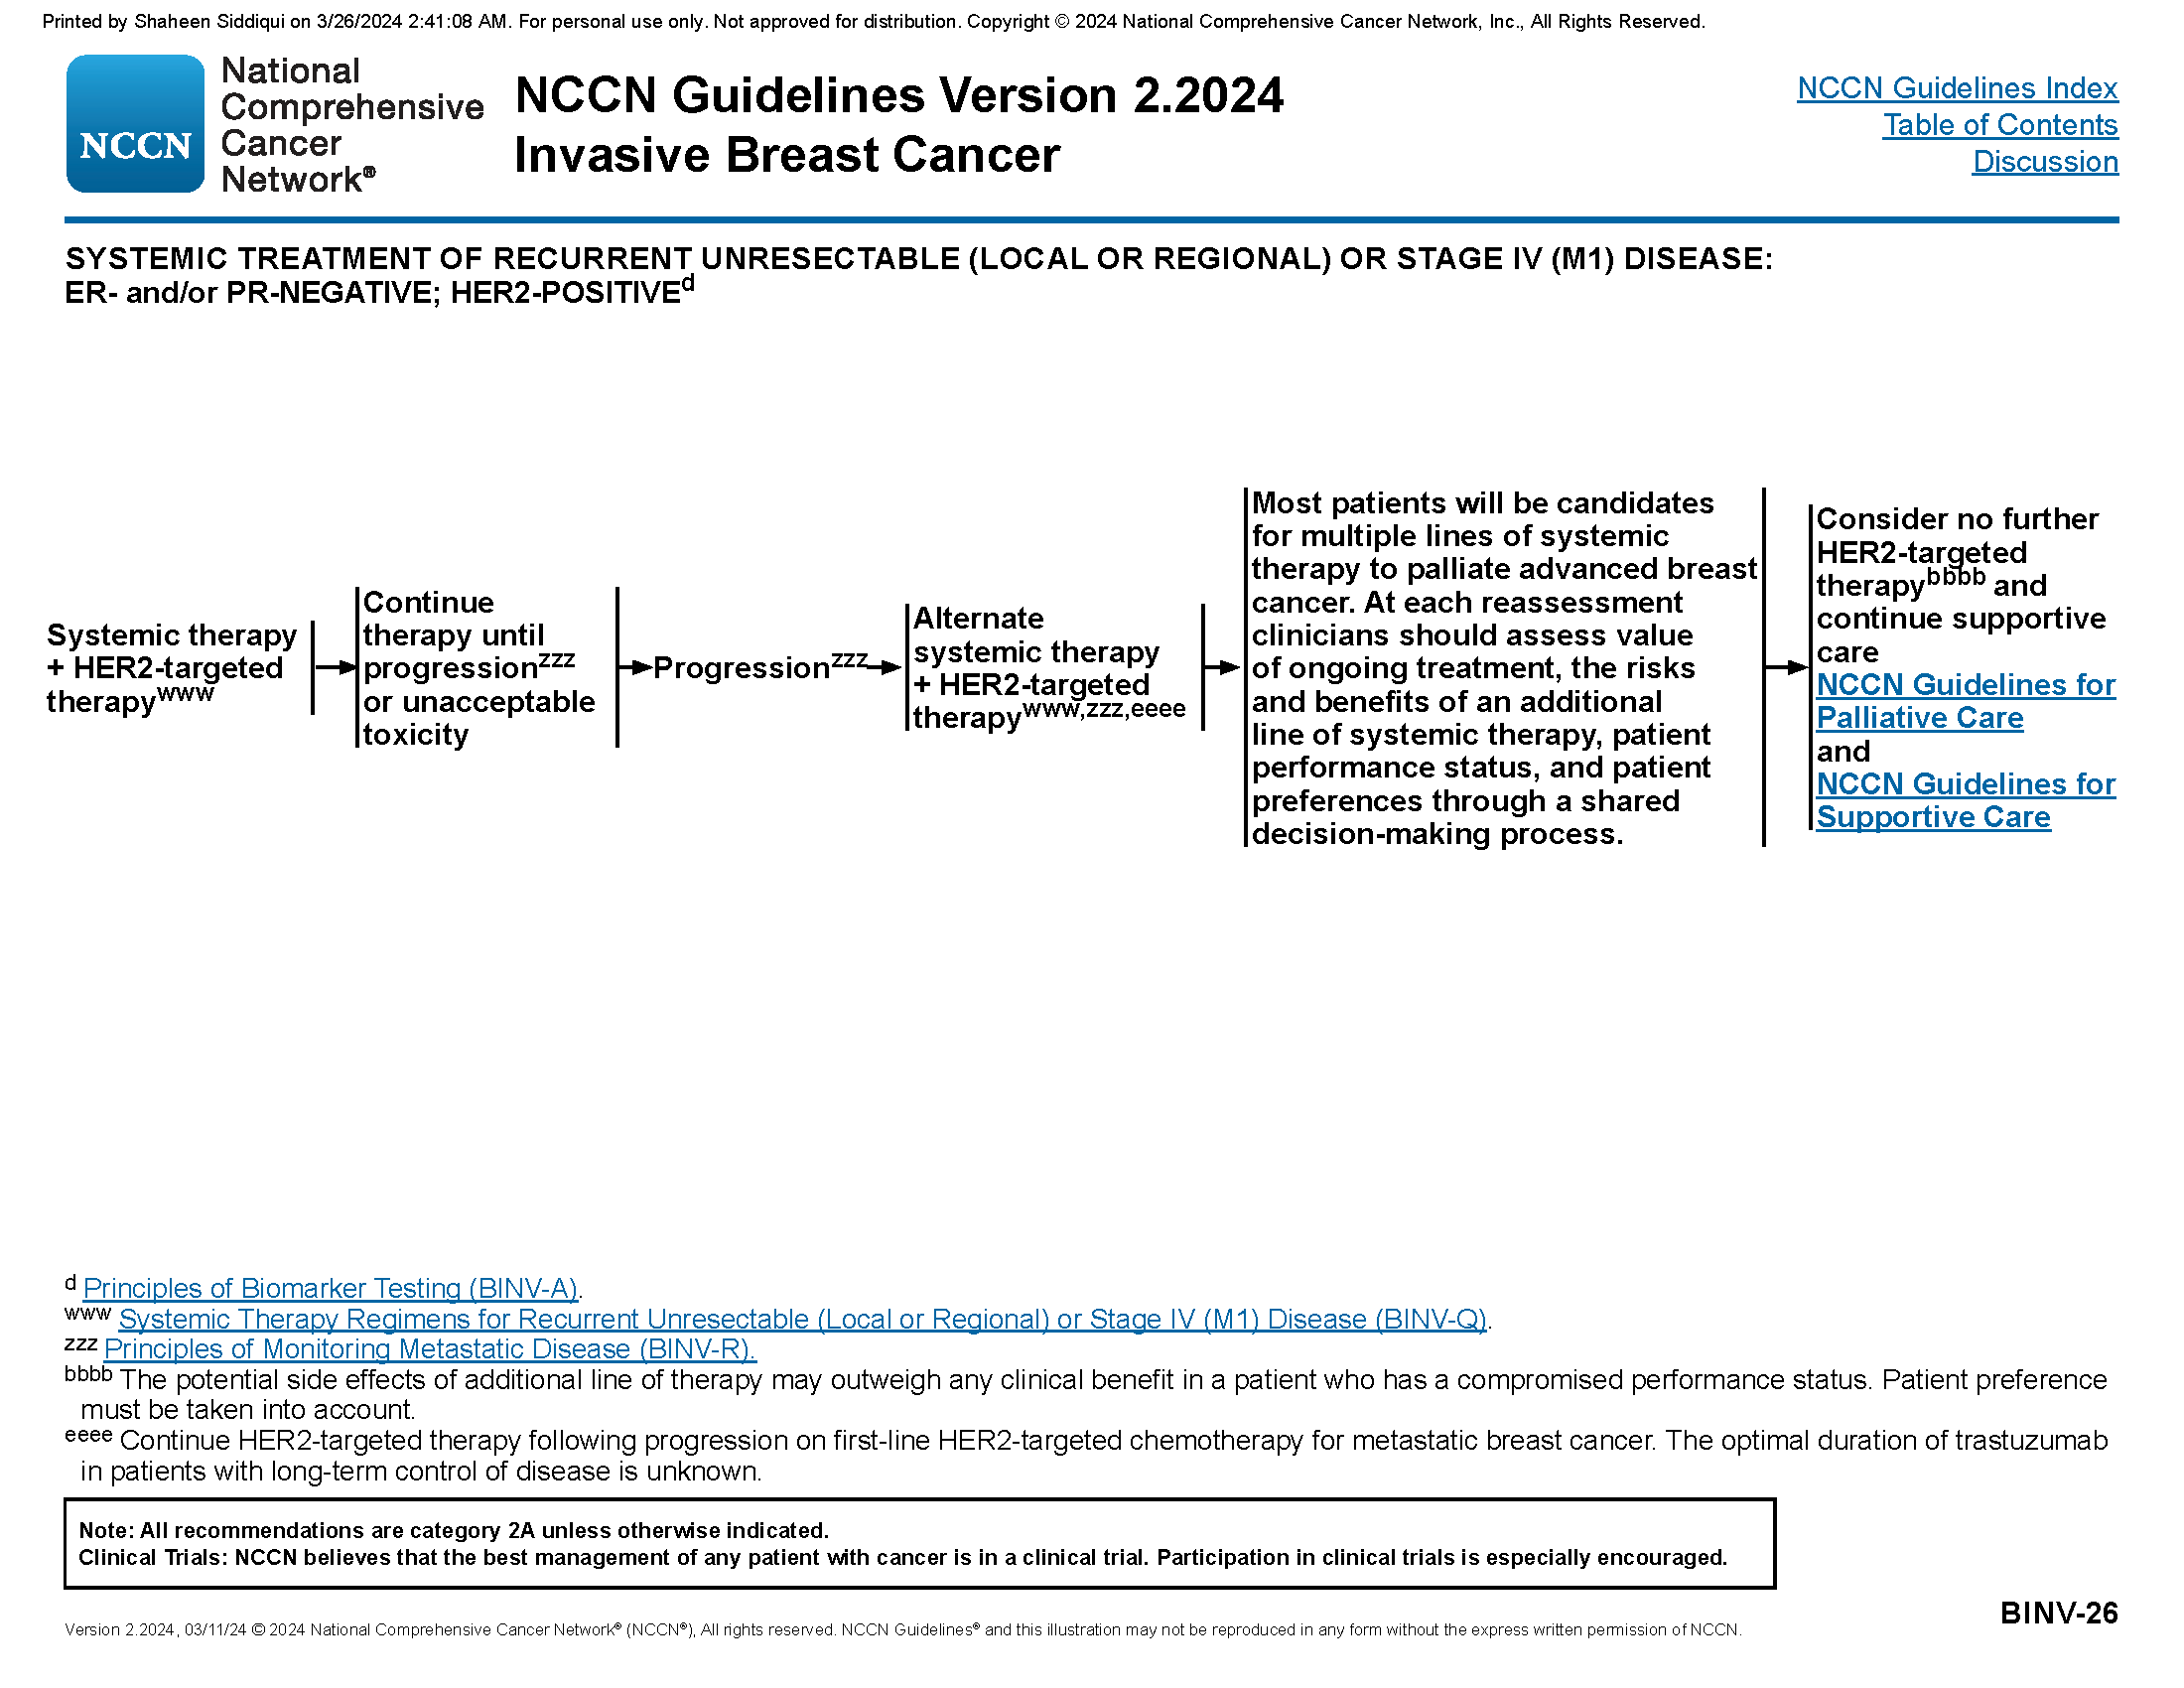 Printed by Shaheen Siddiqui on 3/26/2024 2:41:08 AM. For personal use only. Not approved for distribution. Copyright © 2024 National Comprehensive Cancer Network, Inc., All Rights Reserved.
NCCN
National
Comprehensive
Cancer
Network®
NCCN Guidelines Version 2.2024
Invasive Breast Cancer
NCCN Guidelines Index
Table of Contents
Discussion
SYSTEMIC TREATMENT OF RECURRENT UNRESECTABLE (LOCAL OR REGIONAL) OR STAGE IV (M1) DISEASE:
ER- and/or PR-NEGATIVE; HER2-POSITIVEd
Systemic therapy
+ HER2-targeted
therapywww
Continue
therapy until
progressionzzz
or unacceptable
toxicity
Progressionzzz
Alternate
systemic therapy
+ HER2-targeted
therapywww,zzz,eeee
Most patients will be candidates
for multiple lines of systemic
therapy to palliate advanced breast
cancer. At each reassessment
clinicians should assess value
of ongoing treatment, the risks
and benefits of an additional
line of systemic therapy, patient
performance status, and patient
preferences through a shared
decision-making process.
Consider no further
HER2-targeted
therapybbbb and
continue supportive
care
NCCN Guidelines for
Palliative Care
and
NCCN Guidelines for
Supportive Care
d Principles of Biomarker Testing (BINV-A).
www Systemic Therapy Regimens for Recurrent Unresectable (Local or Regional) or Stage IV (M1) Disease (BINV-Q).
zzz Principles of Monitoring Metastatic Disease (BINV-R).
bbbb The potential side effects of additional line of therapy may outweigh any clinical benefit in a patient who has a compromised performance status. Patient preference
must be taken into account.
eeee Continue HER2-targeted therapy following progression on first-line HER2-targeted chemotherapy for metastatic breast cancer. The optimal duration of trastuzumab
in patients with long-term control of disease is unknown.
Note: All recommendations are category 2A unless otherwise indicated.
Clinical Trials: NCCN believes that the best management of any patient with cancer is in a clinical trial. Participation in clinical trials is especially encouraged.
BINV-26
Version 2.2024, 03/11/24 © 2024 National Comprehensive Cancer Network® (NCCN®), All rights reserved. NCCN Guidelines® and this illustration may not be reproduced in any form without the express written permission of NCCN.